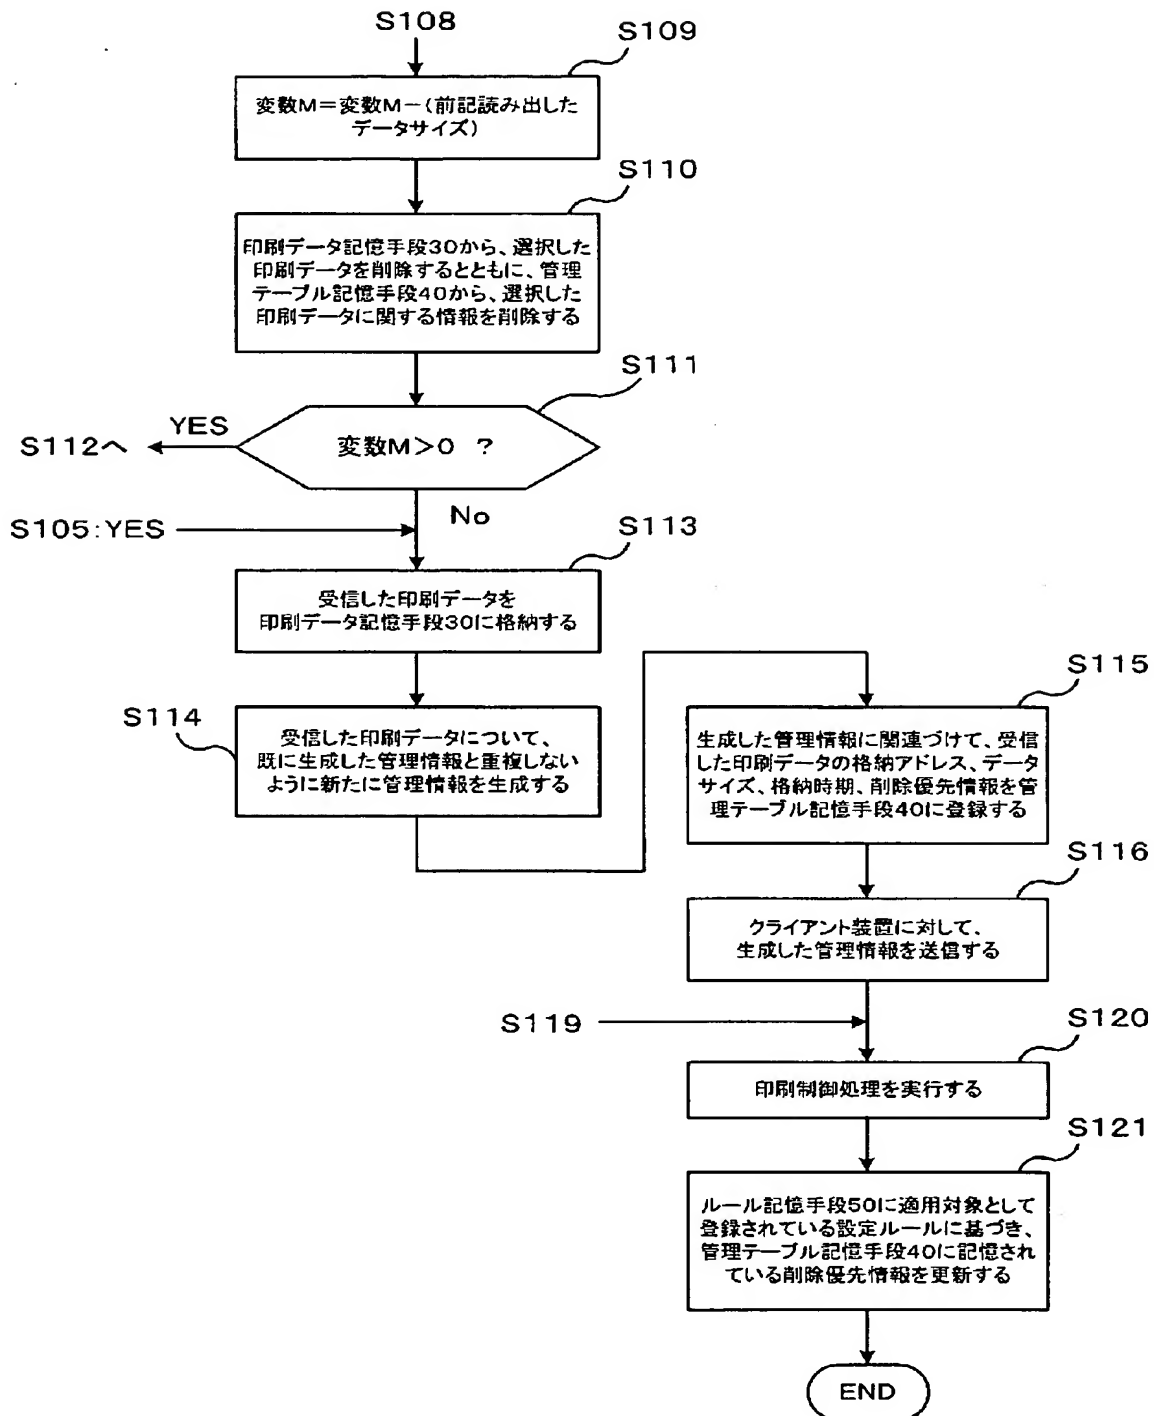 S108
S109
変数M=変数M-(前記読み出した
データサイズ)
S110
印刷データ記憶手段30から、選択した
印刷データを削除するとともに、管理
テーブル記憶手段40から、選択した
印刷データに関する情報を削除する
S111
YES
S112へ
変数M>0 ?
No
S105:YES
S113
受信した印刷データを
印刷データ記憶手段30に格納する
S114
受信した印刷データについて、
既に生成した管理情報と重複しない
ように新たに管理情報を生成する
S115
生成した管理情報に関連づけて、受信
した印刷データの格納アドレス、データ
サイズ、格納時期、削除優先情報を管
理テーブル記憶手段40に登録する
S116
クライアント装置に対して、
生成した管理情報を送信する
S119
S120
印刷制御処理を実行する
S121
ルール記憶手段50に適用対象として
登録されている設定ルールに基づき、
管理テーブル記憶手段40に記憶され
ている削除優先情報を更新する
END